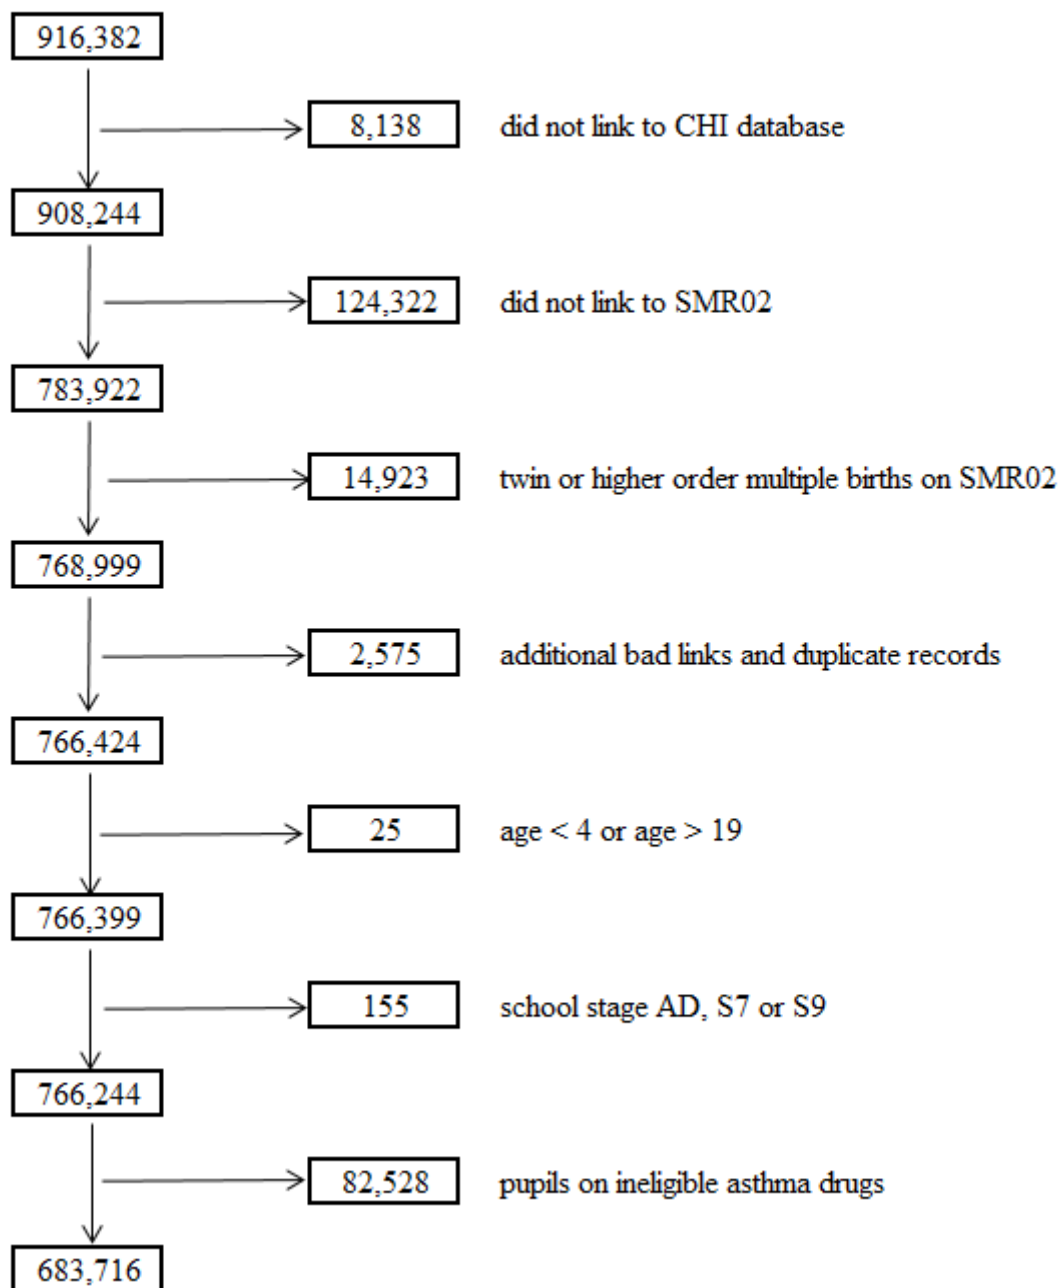 916,382
8,138 did not link to CHI database
908,244
124,322 did not link to SMR02
783,922
14,923 twin or higher order multiple births on SMR02
768,999
2,575 additional bad links and duplicate records
766,424
25 age < 4 or age > 19
766,399
155 school stage AD, S7 or S9
766,244
82,528 pupils on ineligible asthma drugs
683,716